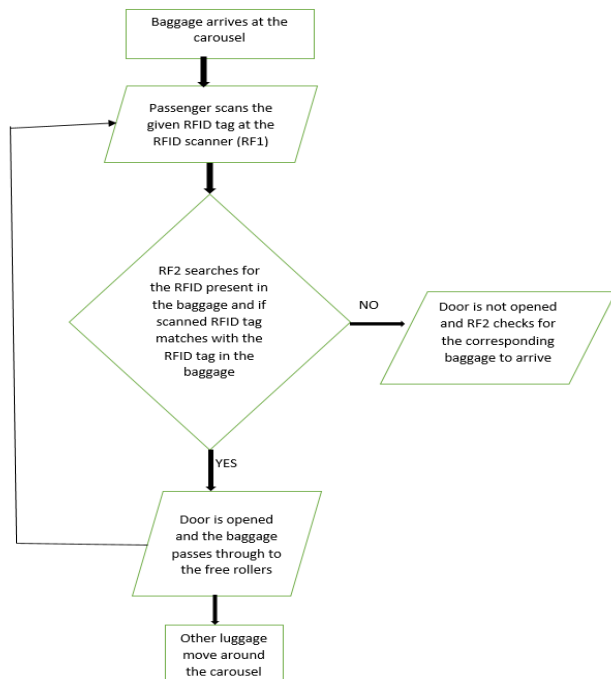 Baggage arrives at the
carousel
Passenger scans the
given RFID tag at the
RFID scanner (RF1)
RF2 searches for
the RFID present in
the baggage and if
scanned RFID tag
matches with the
RFID tag in the
baggage
NO
Door is not opened
and RF2 checks for
the corresponding
baggage to arrive
YES
Door is opened
and the baggage
passes through to
the free rollers
Other luggage
move around
the carousel